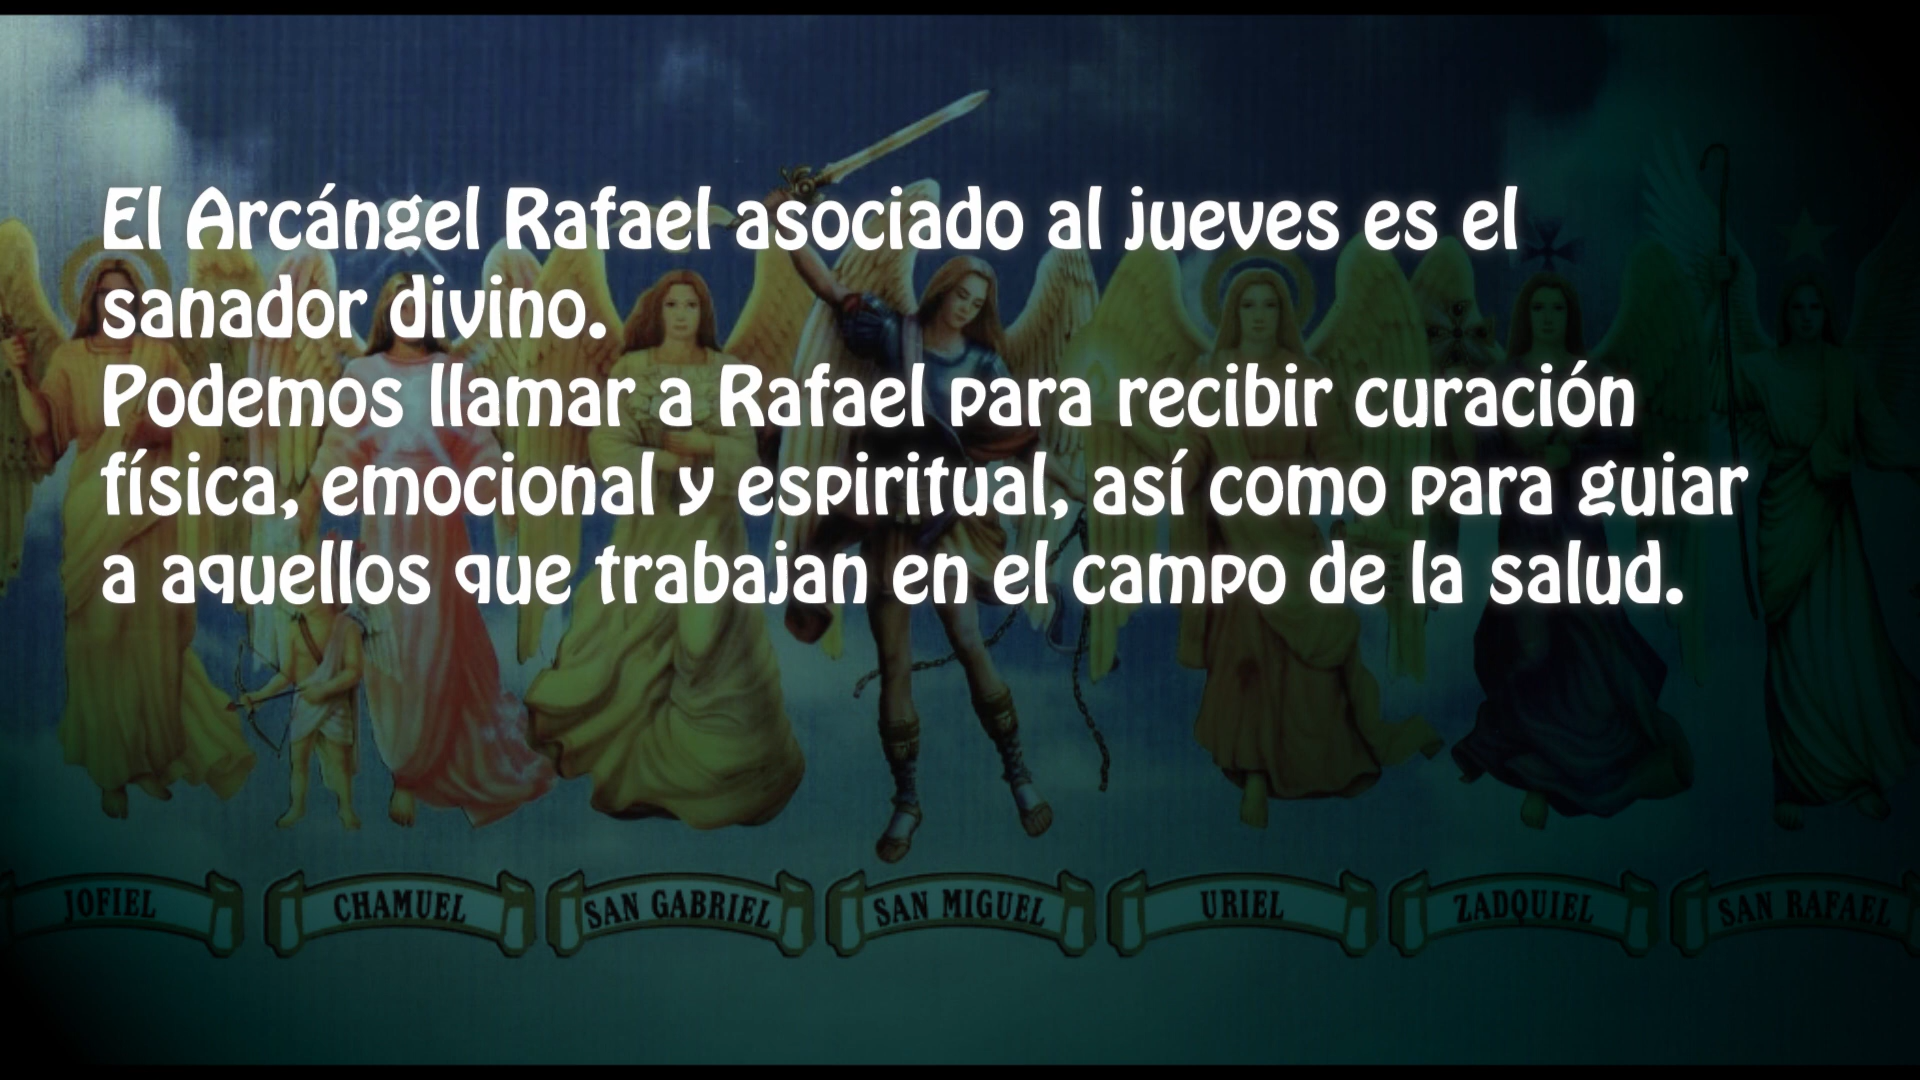 El Arcángel Rafael asociado al jueves es el
sanador divino.
Podemos llamar a Rafael para recibir curación
física, emocional y espiritual, así como para guiar
a aquellos que trabajan en el campo de la salud.
JOFIEL
CHAMUEL
SAN GABRIEL
SAN MIGUEL
URIEL
ZADQUIEL
SAN RAFAEL